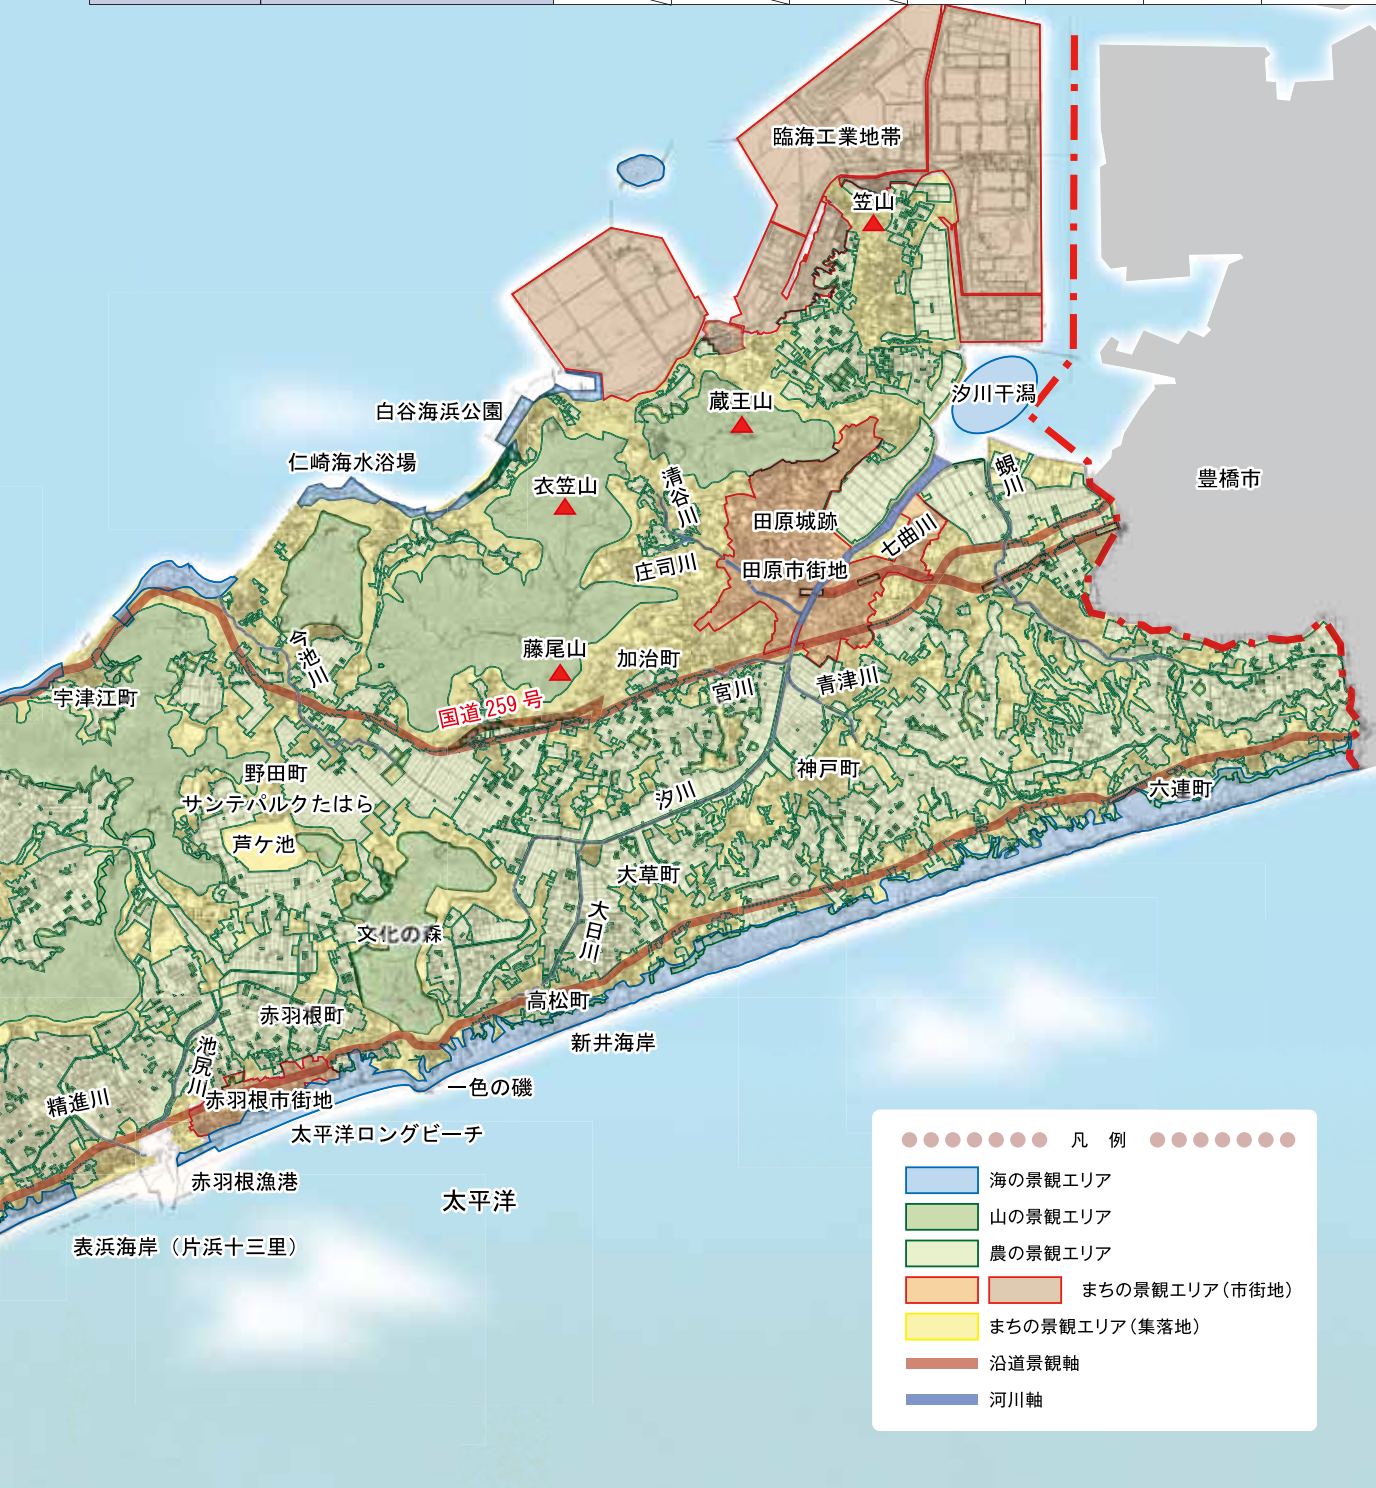 臨海工業地帯
笠山
蔵王山
汐川干潟
白谷海浜公園
仁崎海水浴場
衣笠山
清谷川
蜆川
豊橋市
田原城跡
七曲川
庄司川
田原市街地
今池川
藤尾山
加治町
宮川
青津川
宇津江町
国道259号
野田町
サンテパルクたはら
芦ケ池
汐川
神戸町
六連町
大草町
大日川
文化の森
高松町
赤羽根町
新井海岸
池尻川
一色の磯
精進川
赤羽根市街地
太平洋ロングビーチ
赤羽根漁港
太平洋
表浜海岸（片浜十三里）
凡 例
海の景観エリア
山の景観エリア
農の景観エリア
まちの景観エリア（市街地）
まちの景観エリア（集落地）
沿道景観軸
河川軸